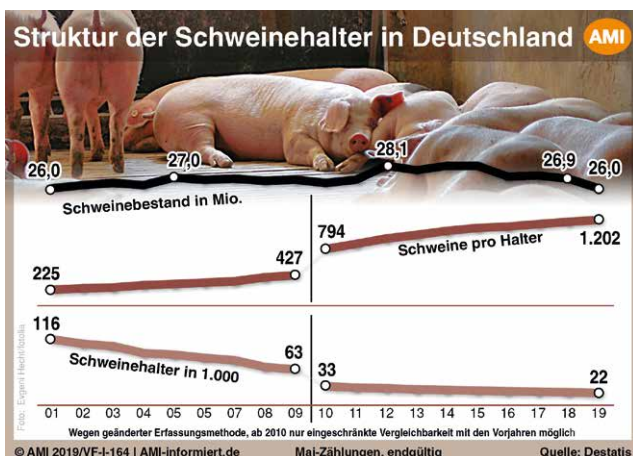 Struktur der Schweinehalter in Deutschland AMI
26,0 27,0 28,1 26,9 26,0
Schweinebestand in Mio.
225 427 794 1.202
Schweine pro Halter
116 63 33 22
Schweinehalter in 1.000
01 02 03 04 05 06 07 08 09 10 11 12 13 14 15 16 17 18 19
Wegen geänderter Erfassungsmethode, ab 2010 nur eingeschränkte Vergleichbarkeit mit den Vorjahren möglich
Foto: Evgeni Hecht/fotolia
© AMI 2019/VF-I-164 | AMI-informiert.de Mai-Zählungen, endgültig Quelle: Destatis